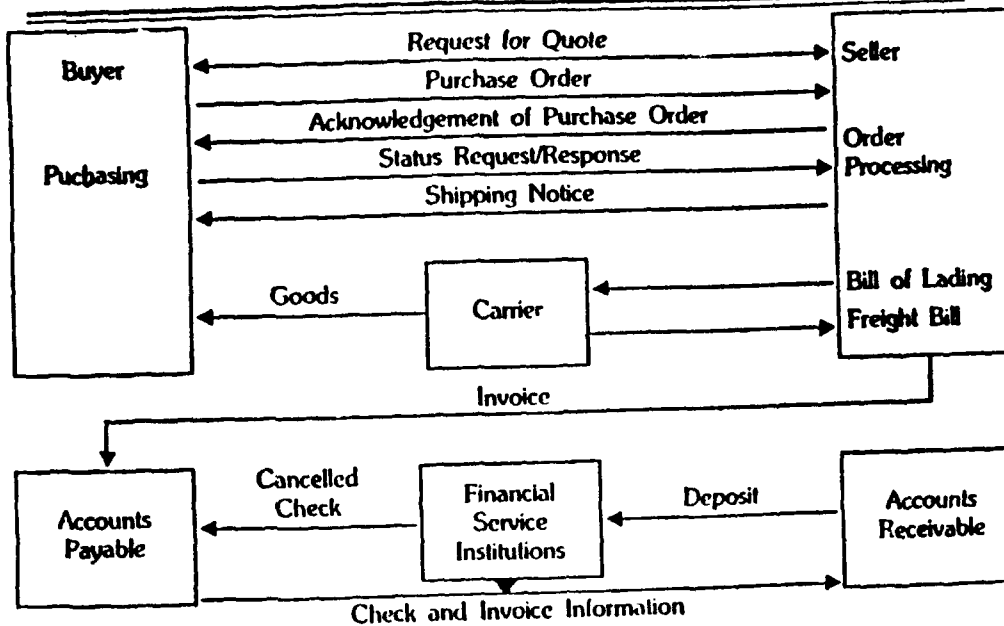 Request for Quote
Buyer
Seller
Purchase Order
Acknowledgement of Purchase Order
Order
Processing
Puchasing
Status Request/Response
Shipping Notice
Bill of Lading
Goods
Carrier
Freight Bill
Invoice
Cancelled
Check
Financial
Service
Institutions
Deposit
Accounts
Payable
Accounts
Receivable
Check and Invoice Information